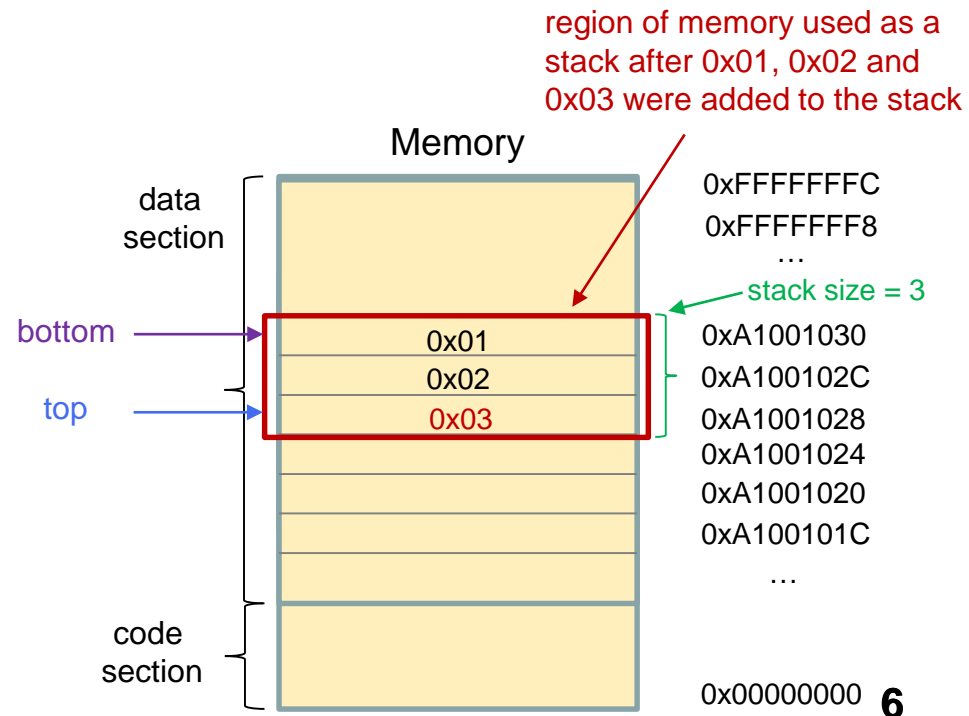 region of memory used as a
stack after 0x01, 0x02 and
0x03 were added to the stack
Memory
data
section
0xFFFFFFFC
0xFFFFFFF8
…
stack size = 3
bottom
0x01
0xA1001030
0x02
0xA100102C
top
0x03
0xA1001028
0xA1001024
0xA1001020
0xA100101C
…
code
section
0x00000000
6